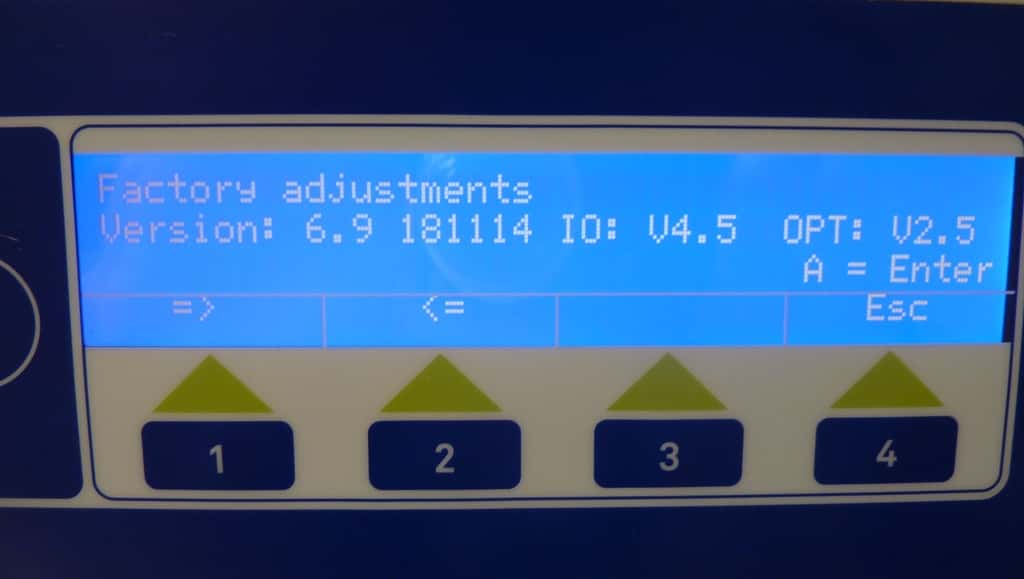 Factory adjustments
Version: 6.9 181114 IO: V4.5 OPT: V2.5
A = Enter
=> <= Esc
1 2 3 4